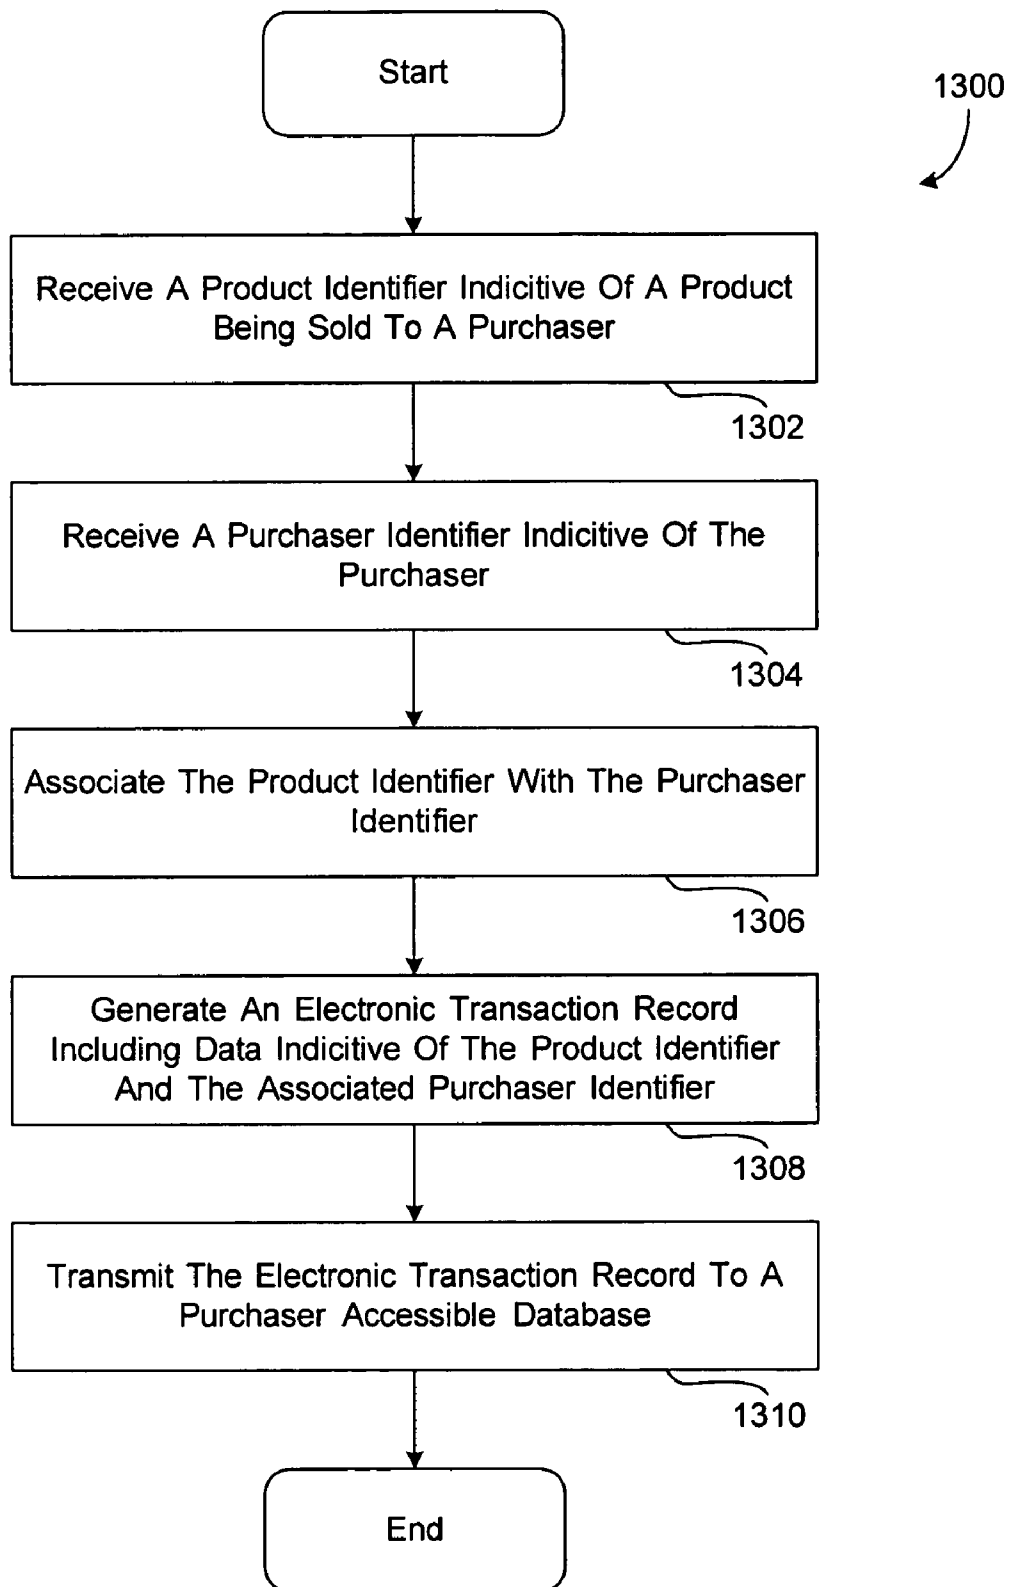 Start
1300
Receive A Product Identifier Indicitive Of A Product
Being Sold To A Purchaser
1302
Receive A Purchaser Identifier Indicitive Of The
Purchaser
1304
Associate The Product Identifier With The Purchaser
Identifier
1306
Generate An Electronic Transaction Record
Including Data Indicitive Of The Product Identifier
And The Associated Purchaser Identifier
1308
Transmit The Electronic Transaction Record To A
Purchaser Accessible Database
1310
End